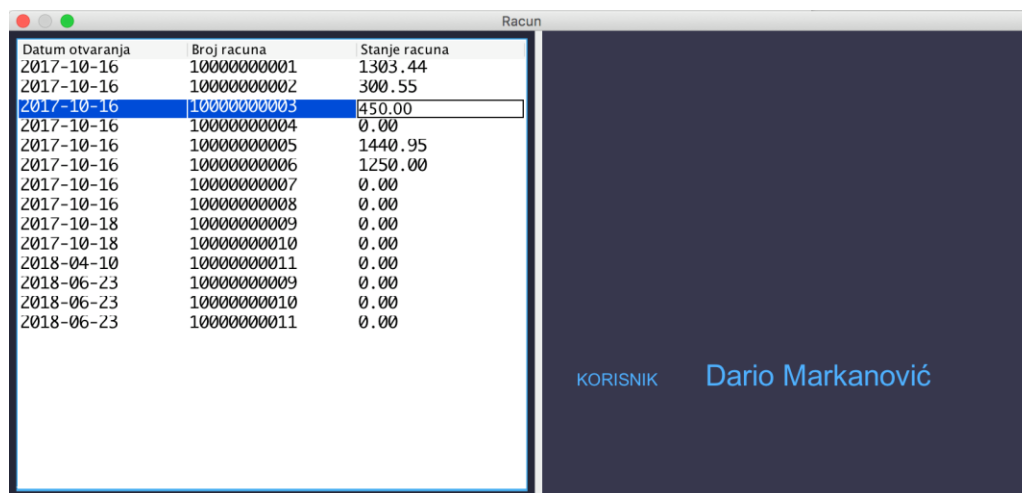 Racun
Datum otvaranja Broj racuna Stanje racuna
2017-10-16 10000000001 1303.44
2017-10-16 10000000002 300.55
2017-10-16 10000000003 450.00
2017-10-16 10000000004 0.00
2017-10-16 10000000005 1440.95
2017-10-16 10000000006 1250.00
2017-10-16 10000000007 0.00
2017-10-16 10000000008 0.00
2017-10-18 10000000009 0.00
2017-10-18 10000000010 0.00
2018-04-10 10000000011 0.00
2018-06-23 10000000009 0.00
2018-06-23 10000000010 0.00
2018-06-23 10000000011 0.00
KORISNIK Dario Markanović